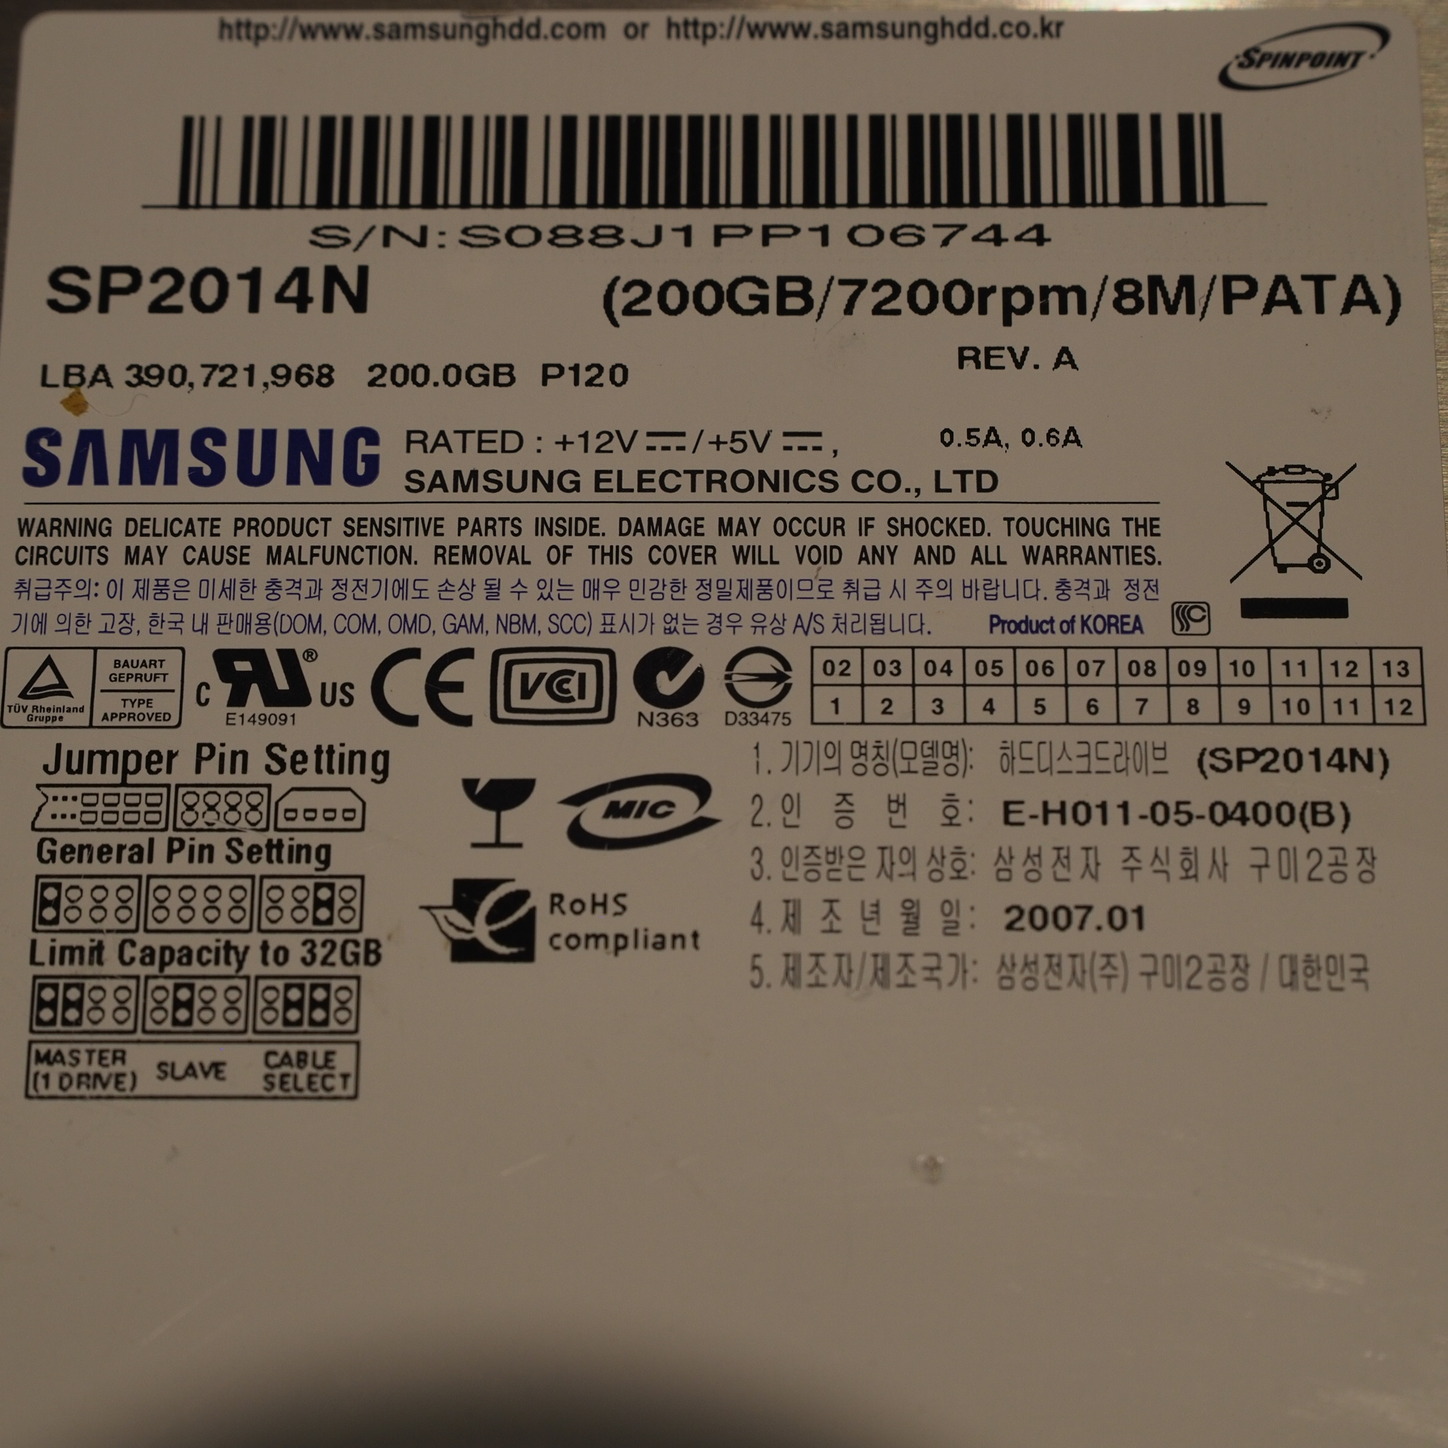 http://www.samsunghdd.com or http://www.samsunghdd.co.kr
SPINPOINT
S/N:S088J1PP106744
SP2014N (200GB/7200rpm/8M/PATA)
REV. A
LBA 390,721,968 200.0GB P120
SAMSUNG RATED : +12V / +5V , 0.5A, 0.6A
SAMSUNG ELECTRONICS CO., LTD
WARNING DELICATE PRODUCT SENSITIVE PARTS INSIDE. DAMAGE MAY OCCUR IF SHOCKED. TOUCHING THE
CIRCUITS MAY CAUSE MALFUNCTION. REMOVAL OF THIS COVER WILL VOID ANY AND ALL WARRANTIES.
취급주의: 이 제품은 미세한 충격과 정전기에도 손상 될 수 있는 매우 민감한 정밀제품이므로 취급 시 주의 바랍니다. 충격과 정전
기에 의한 고장, 한국 내 판매용(DOM, COM, OMD, GAM, NBM, SCC) 표시가 없는 경우 유상 A/S 처리됩니다. Product of KOREA
TÜV Rheinland
Gruppe
BAUART
GEPRUFT
TYPE
APPROVED
C UL ® US
E149091
CE
VCCI
N363
D33475
02 03 04 05 06 07 08 09 10 11 12 13
1 2 3 4 5 6 7 8 9 10 11 12
Jumper Pin Setting
General Pin Setting
Limit Capacity to 32GB
MASTER
(1 DRIVE)
SLAVE
CABLE
SELECT
MIC
RoHS
compliant
1. 기기의 명칭(모델명): 하드디스크드라이브 (SP2014N)
2. 인 증 번 호: E-H011-05-0400(B)
3. 인증받은 자의 상호: 삼성전자 주식회사 구미2공장
4. 제 조 년 월 일: 2007.01
5. 제조자/제조국가: 삼성전자(주) 구미2공장 / 대한민국